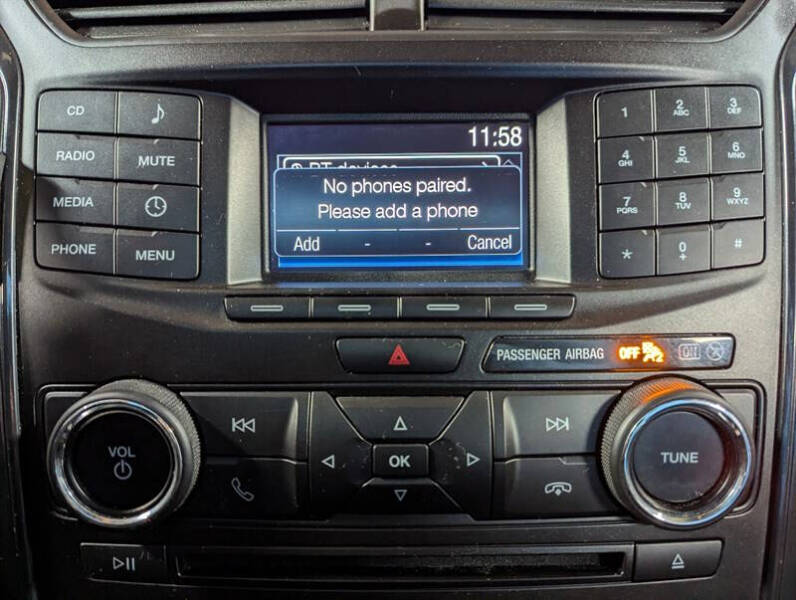 11:58
BT devices
No phones paired.
Please add a phone
Add - - Cancel
CD
RADIO MUTE
MEDIA
PHONE MENU
1 2 ABC 3 DEF
4 GHI 5 JKL 6 MNO
7 PQRS 8 TUV 9 WXYZ
* 0 + #
PASSENGER AIRBAG OFF ON
VOL
OK
TUNE